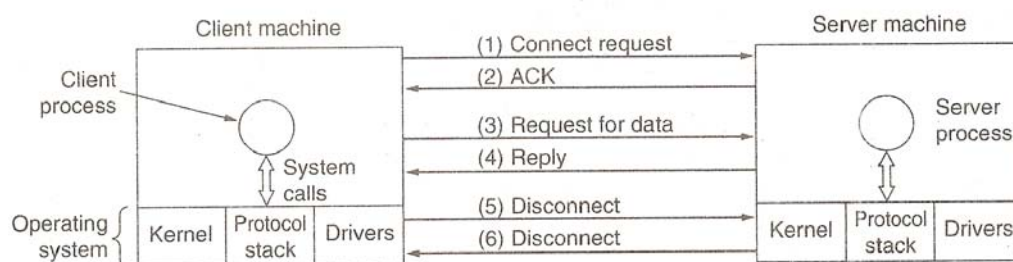 Client machine
Server machine
(1) Connect request
(2) ACK
Client
process
(3) Request for data
Server
process
(4) Reply
System
calls
(5) Disconnect
Operating
system
Kernel
Protocol
stack
Drivers
(6) Disconnect
Kernel
Protocol
stack
Drivers